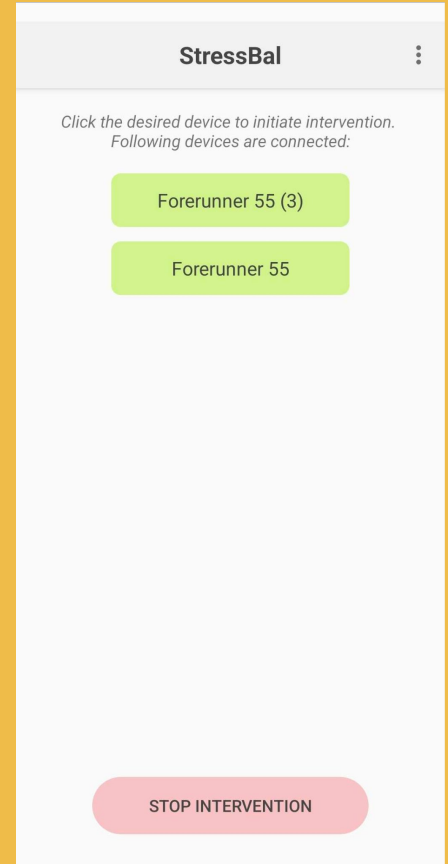 StressBal
Click the desired device to initiate intervention.
Following devices are connected:
Forerunner 55 (3)
Forerunner 55
STOP INTERVENTION